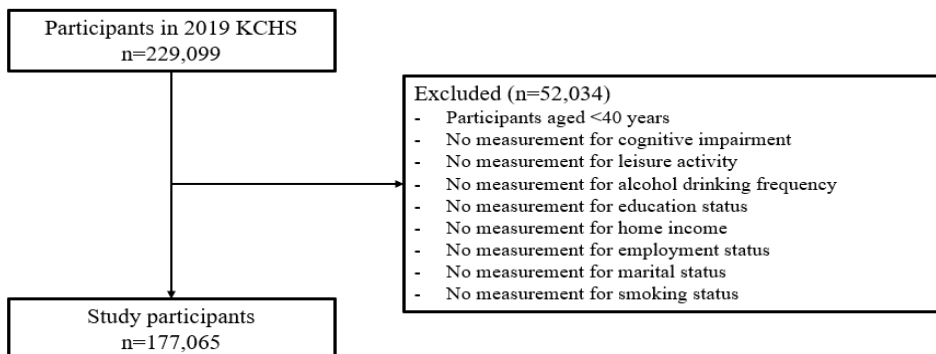 Participants in 2019 KCHS
n=229,099
Excluded (n=52,034)
- Participants aged <40 years
- No measurement for cognitive impairment
- No measurement for leisure activity
- No measurement for alcohol drinking frequency
- No measurement for education status
- No measurement for home income
- No measurement for employment status
- No measurement for marital status
- No measurement for smoking status
Study participants
n=177,065